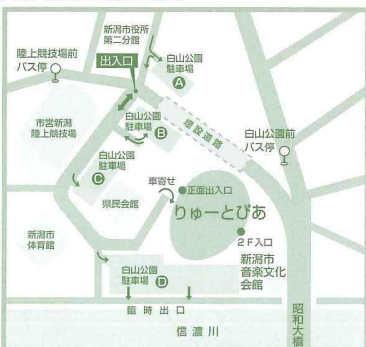 新潟市役所
第二分館
陸上競技場前
バス停
出入口
白山公園
駐車場
A
白山公園
駐車場
B
建設道路
白山公園前
バス停
市営新潟
陸上競技場
白山公園
駐車場
C
車寄せ
正面出入口
県民会館
りゅーとぴあ
新潟市
体育館
2F入口
新潟市
音楽文化
会館
白山公園
駐車場
D
臨時出口
信濃川
昭和大橋